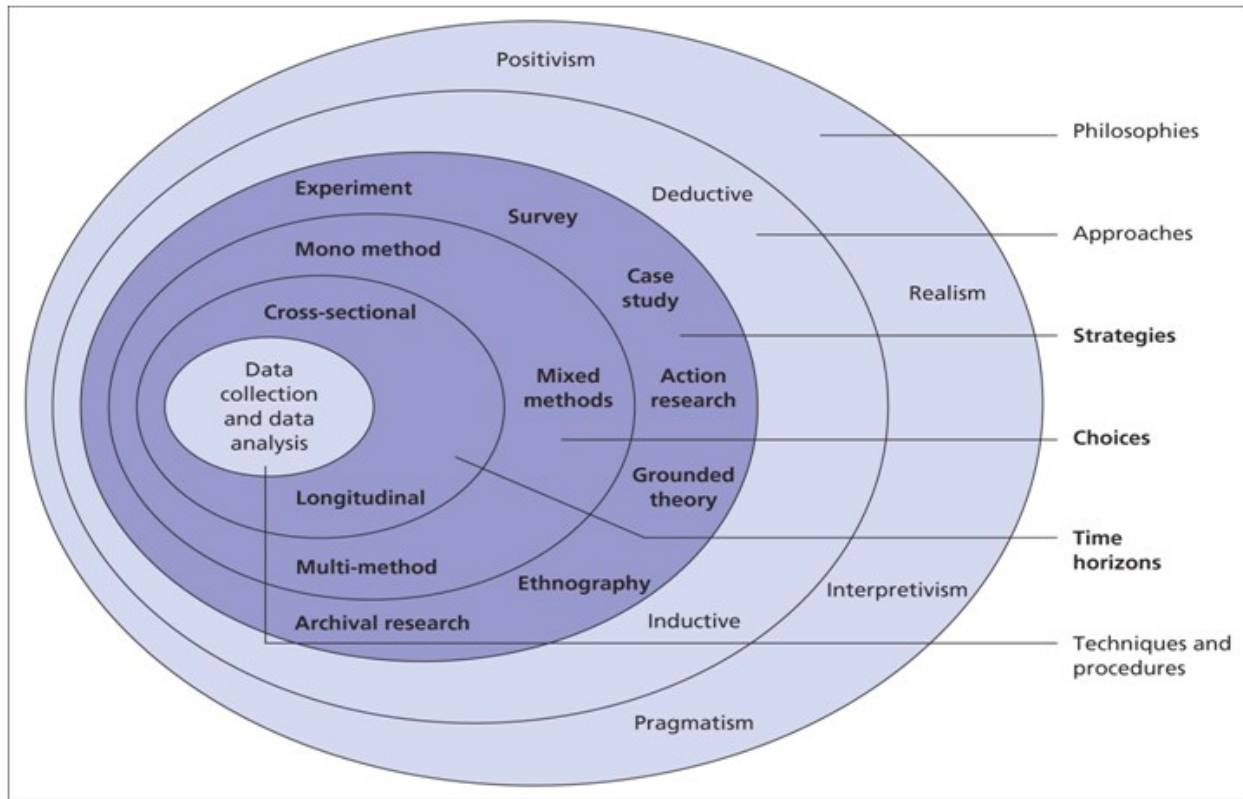 Positivism
Philosophies
Experiment
Deductive
Survey
Approaches
Mono method
Case
study
Realism
Cross-sectional
Strategies
Data
collection
and data
analysis
Mixed
methods
Action
research
Choices
Grounded
theory
Longitudinal
Time
horizons
Multi-method
Ethnography
Interpretivism
Archival research
Inductive
Techniques and
procedures
Pragmatism